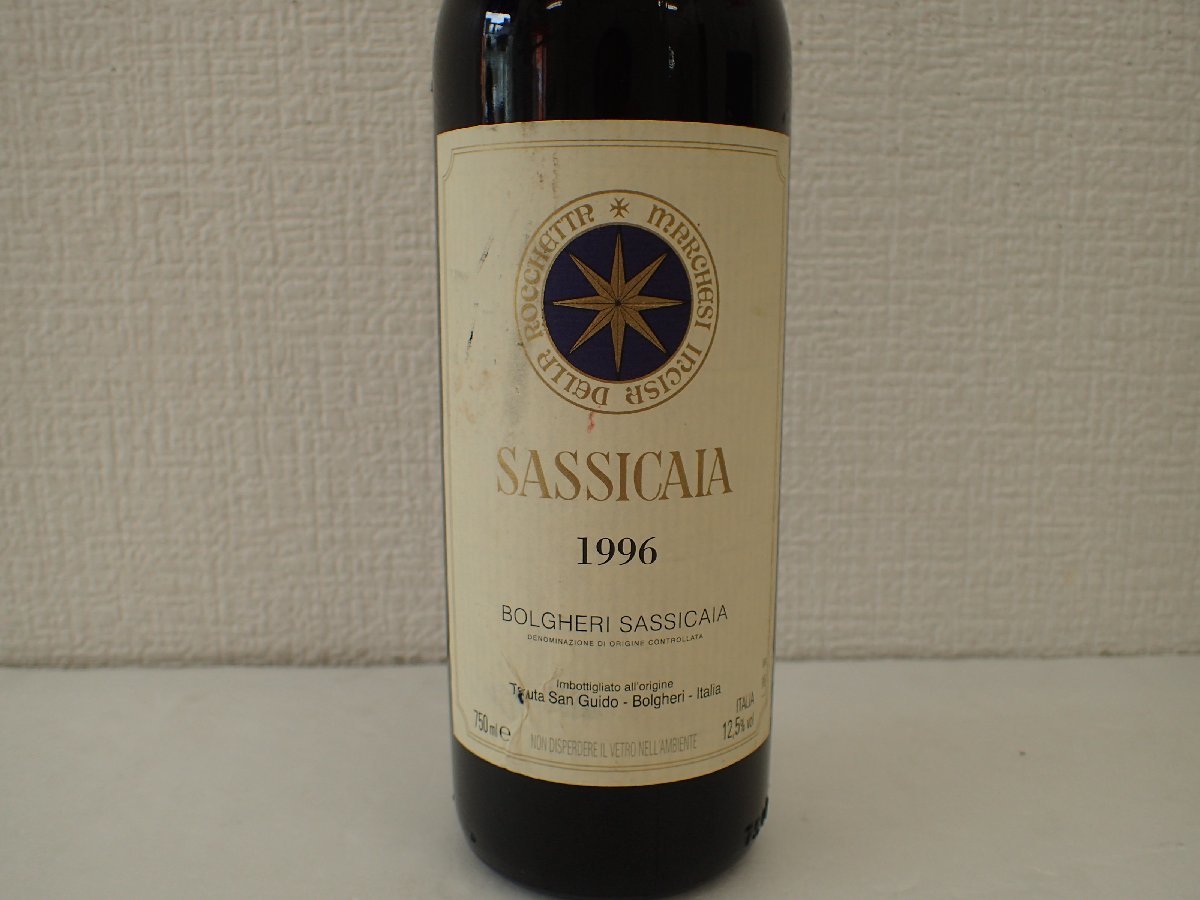 MARCHESI INCISA DELLA ROCCHETTA
SASSICAIA
1996
BOLGHERI SASSICAIA
DENOMINAZIONE DI ORIGINE CONTROLLATA
Imbottigliato all'origine
Tenuta San Guido - Bolgheri - Italia
ITALIA
750 ml e
12,5% vol
NON DISPERDERE IL VETRO NELL'AMBIENTE